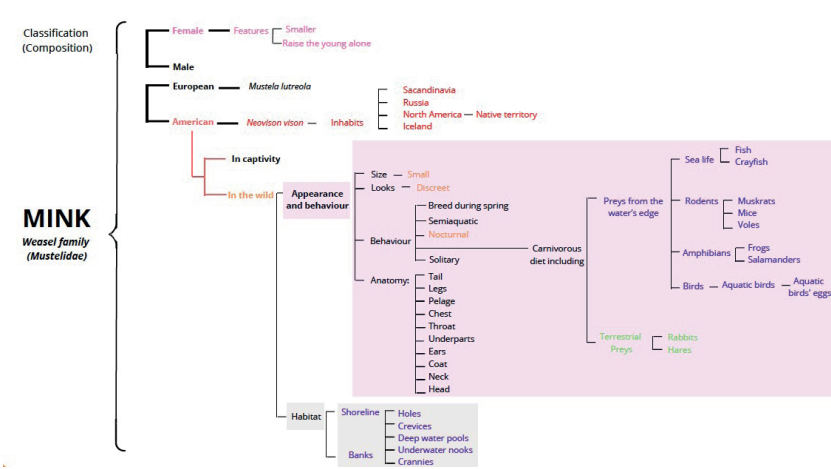 Classification
(Composition)
Female
Features
Smaller
Raise the young alone
Male
European
Mustela lutreola
American
Neovison vison
Inhabits
Sacandinavia
Russia
North America
Native territory
Iceland
In captivity
In the wild
MINK
Weasel family
(Mustelidae)
Appearance
and behaviour
Size
Small
Looks
Discreet
Behaviour
Breed during spring
Semiaquatic
Nocturnal
Solitary
Carnivorous
diet including
Preys from the
water's edge
Sea life
Fish
Crayfish
Rodents
Muskrats
Mice
Voles
Amphibians
Frogs
Salamanders
Birds
Aquatic birds
Aquatic
birds' eggs
Terrestrial
Preys
Rabbits
Hares
Anatomy:
Tail
Legs
Pelage
Chest
Throat
Underparts
Ears
Coat
Neck
Head
Habitat
Shoreline
Banks
Holes
Crevices
Deep water pools
Underwater nooks
Crannies